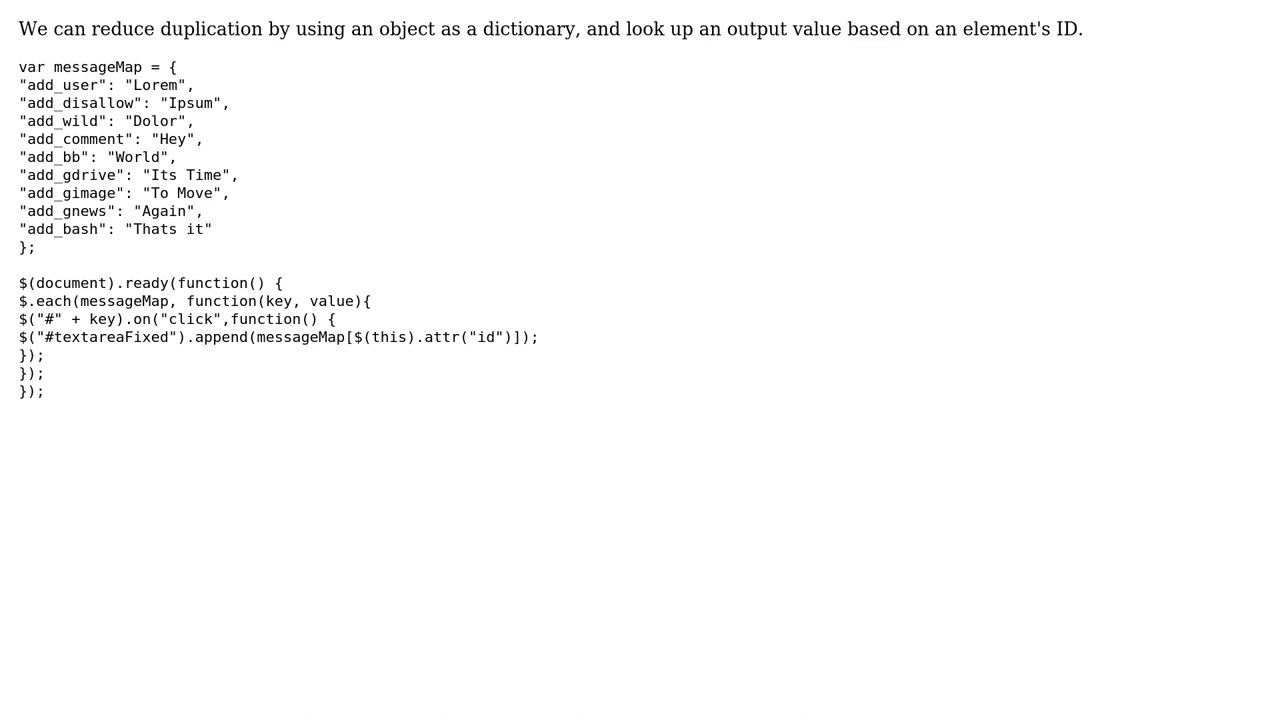 We can reduce duplication by using an object as a dictionary, and look up an output value based on an element's ID.
var messageMap = {
"add_user": "Lorem",
"add_disallow": "Ipsum",
"add_wild": "Dolor",
"add_comment": "Hey",
"add_bb": "World",
"add_gdrive": "Its Time",
"add_gimage": "To Move",
"add_gnews": "Again",
"add_bash": "Thats it"
};
$(document).ready(function() {
$.each(messageMap, function(key, value){
$("#" + key).on("click",function() {
$("#textareaFixed").append(messageMap[$(this).attr("id")]);
});
});
});